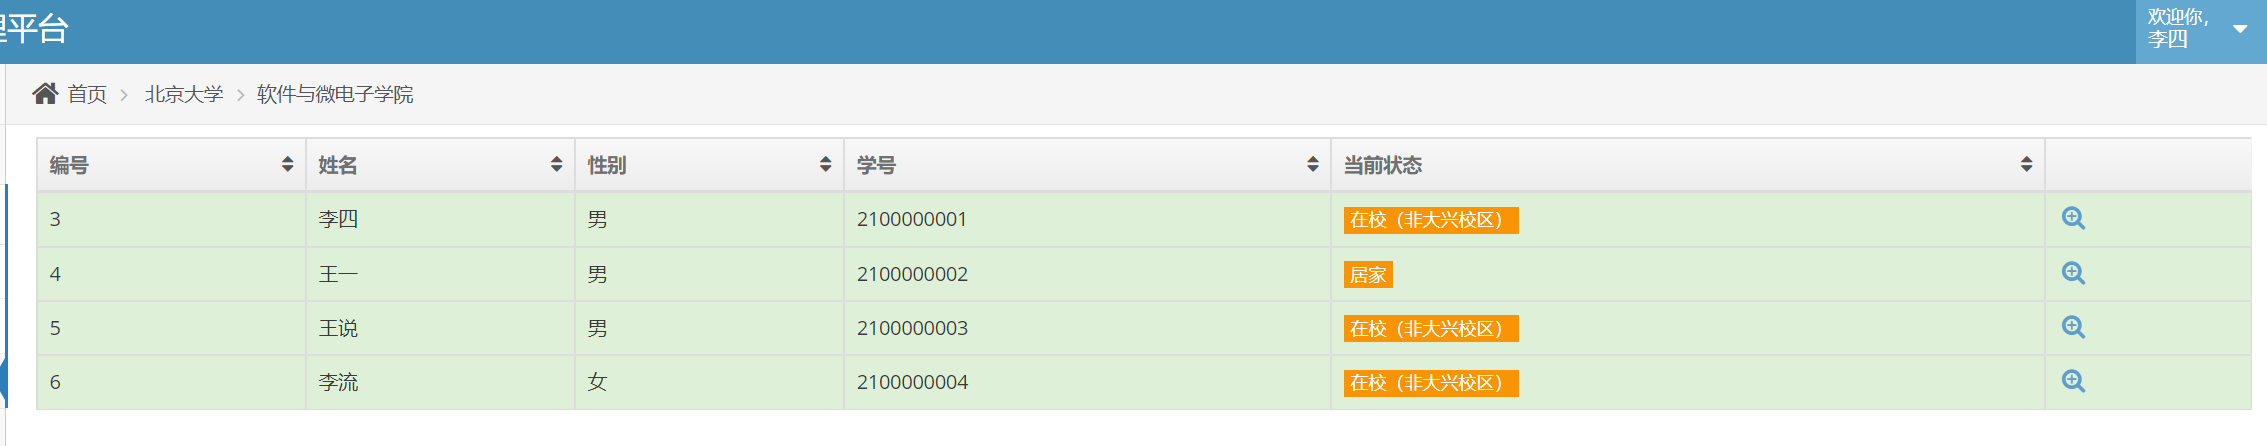 理平台
欢迎你,
李四
首页 北京大学 软件与微电子学院
编号 姓名 性别 学号 当前状态
3 李四 男 2100000001 在校（非大兴校区）
4 王一 男 2100000002 居家
5 王说 男 2100000003 在校（非大兴校区）
6 李流 女 2100000004 在校（非大兴校区）